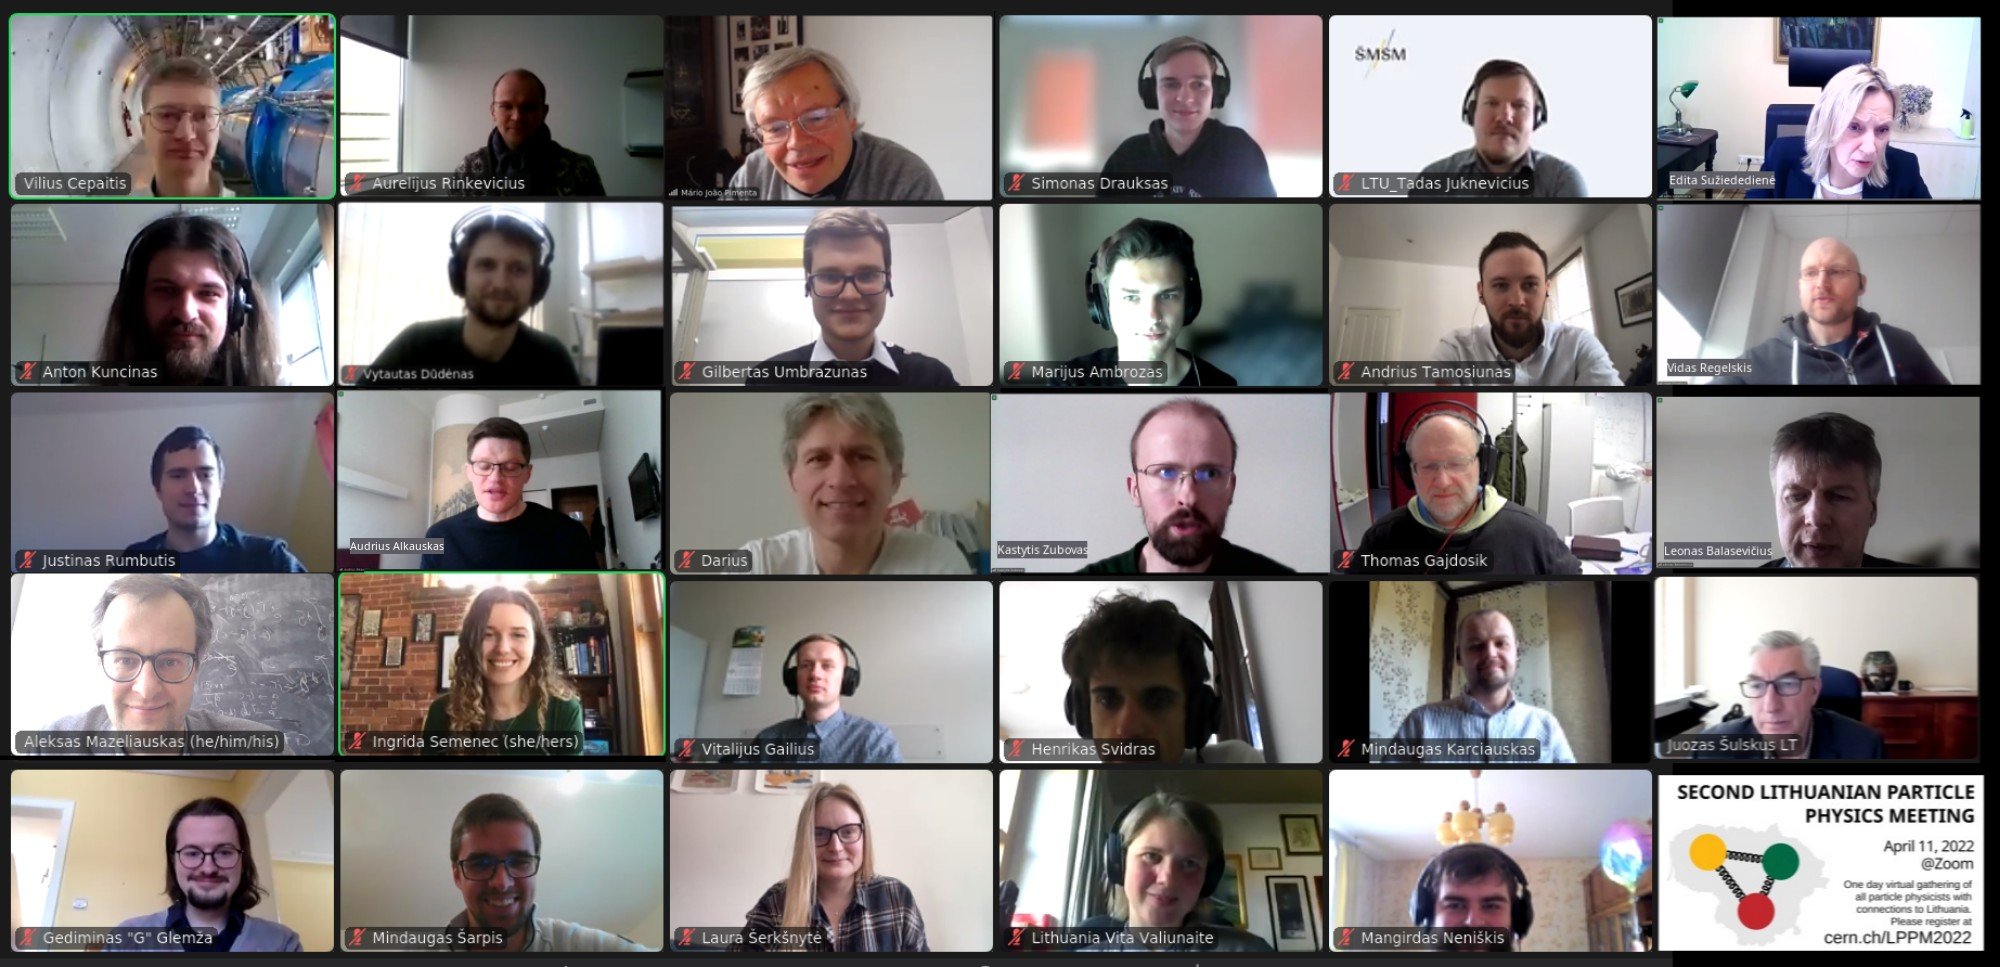 Vilius Cepaitis
Aurelijus Rinkevicius
Mário João Pimenta
Simonas Drauksas
ŠMSM
LTU_Tadas Juknevicius
Edita Sužiededienė
Anton Kuncinas
Vytautas Dūdėnas
Gilbertas Umbrazunas
Marijus Ambrozas
Andrius Tamosiunas
Vidas Regelskis
Justinas Rumbutis
Audrius Alkauskas
Darius
Kastytis Zubovas
Thomas Gajdosik
Leonas Balasevičius
Aleksas Mazeliauskas (he/him/his)
Ingrida Semenec (she/hers)
Vitalijus Gailius
Henrikas Svidras
Mindaugas Karciauskas
Juozas Šulskus LT
Gediminas "G" Glemža
Mindaugas Šarpis
Laura Šerkšnytė
Lithuania Vita Valiunaite
Mangirdas Neniškis
SECOND LITHUANIAN PARTICLE
PHYSICS MEETING
April 11, 2022
@Zoom
One day virtual gathering of
all particle physicists with
connections to Lithuania.
Please register at
cern.ch/LPPM2022